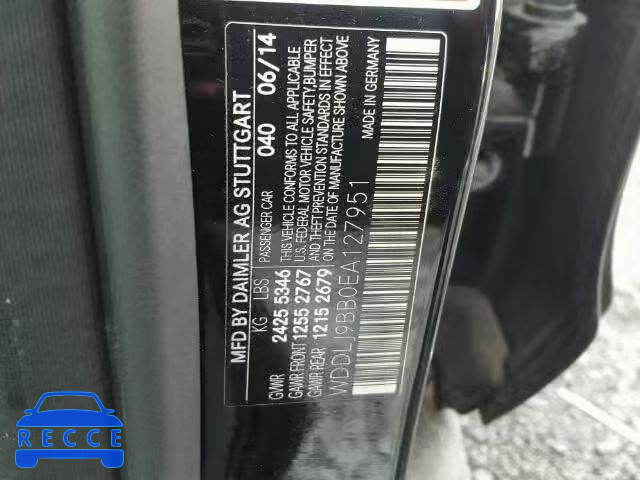 MFD BY DAIMLER AG STUTTGART
KG LBS PASSENGER CAR 040 06/14
GWWR 2425 5346 THIS VEHICLE CONFORMS TO ALL APPLICABLE
GAWR FRONT 1255 2767 U.S. FEDERAL MOTOR VEHICLE SAFETY,BUMPER
GAWR REAR 1215 2679 AND THEFT PREVENTION STANDARDS IN EFFECT
ON THE DATE OF MANUFACTURE SHOWN ABOVE
WDDLJ9BB0EA127951 MADE IN GERMANY
RECCE